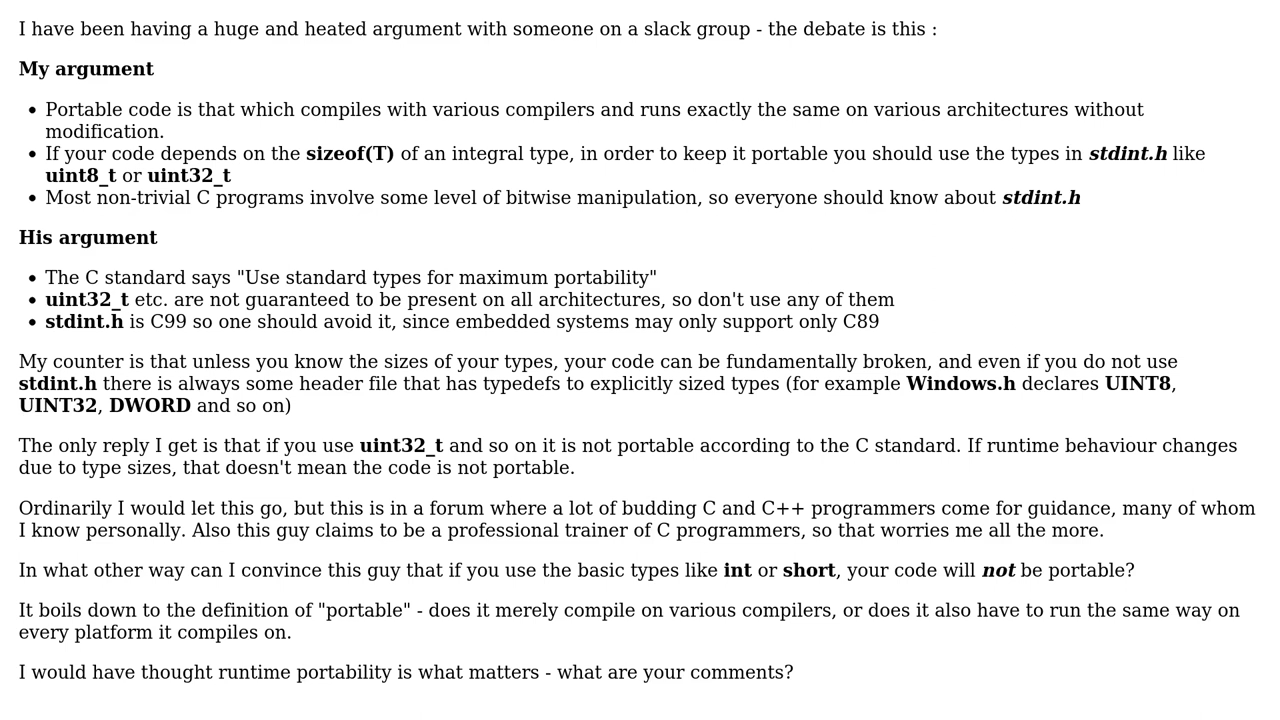 I have been having a huge and heated argument with someone on a slack group - the debate is this :
My argument
• Portable code is that which compiles with various compilers and runs exactly the same on various architectures without
modification.
• If your code depends on the sizeof(T) of an integral type, in order to keep it portable you should use the types in stdint.h like
uint8_t or uint32_t
• Most non-trivial C programs involve some level of bitwise manipulation, so everyone should know about stdint.h
His argument
• The C standard says "Use standard types for maximum portability"
• uint32_t etc. are not guaranteed to be present on all architectures, so don't use any of them
• stdint.h is C99 so one should avoid it, since embedded systems may only support only C89
My counter is that unless you know the sizes of your types, your code can be fundamentally broken, and even if you do not use
stdint.h there is always some header file that has typedefs to explicitly sized types (for example Windows.h declares UINT8,
UINT32, DWORD and so on)
The only reply I get is that if you use uint32_t and so on it is not portable according to the C standard. If runtime behaviour changes
due to type sizes, that doesn't mean the code is not portable.
Ordinarily I would let this go, but this is in a forum where a lot of budding C and C++ programmers come for guidance, many of whom
I know personally. Also this guy claims to be a professional trainer of C programmers, so that worries me all the more.
In what other way can I convince this guy that if you use the basic types like int or short, your code will not be portable?
It boils down to the definition of "portable" - does it merely compile on various compilers, or does it also have to run the same way on
every platform it compiles on.
I would have thought runtime portability is what matters - what are your comments?